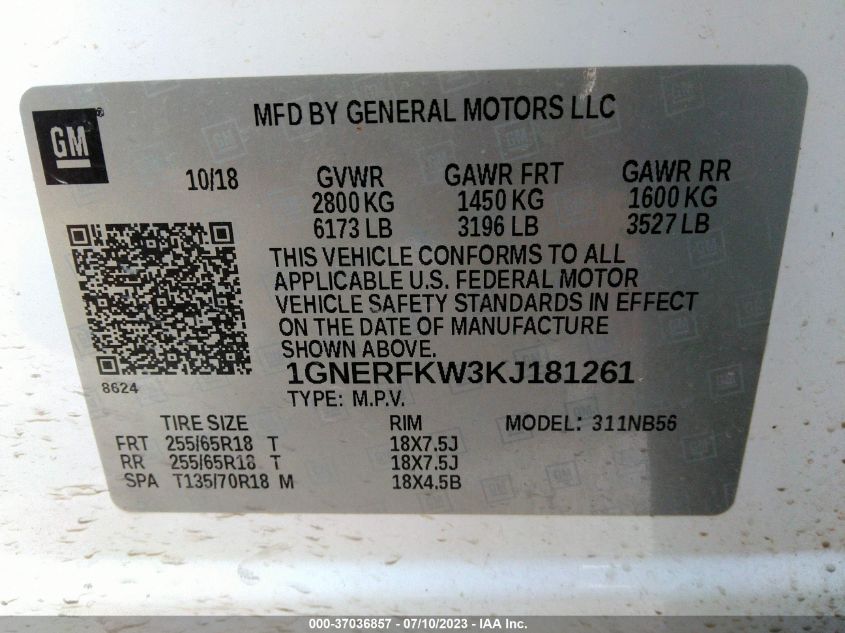 MFD BY GENERAL MOTORS LLC
GM
10/18 GVWR GAWR FRT GAWR RR
2800 KG 1450 KG 1600 KG
6173 LB 3196 LB 3527 LB
THIS VEHICLE CONFORMS TO ALL
APPLICABLE U.S. FEDERAL MOTOR
VEHICLE SAFETY STANDARDS IN EFFECT
ON THE DATE OF MANUFACTURE
SHOWN ABOVE.
8624
1GNERFKW3KJ181261
TYPE: M.P.V.
TIRE SIZE RIM MODEL: 311NB56
FRT 255/65R18 T 18X7.5J
RR 255/65R18 T 18X7.5J
SPA T135/70R18 M 18X4.5B
000-37036857 - 07/10/2023 - IAAI.com